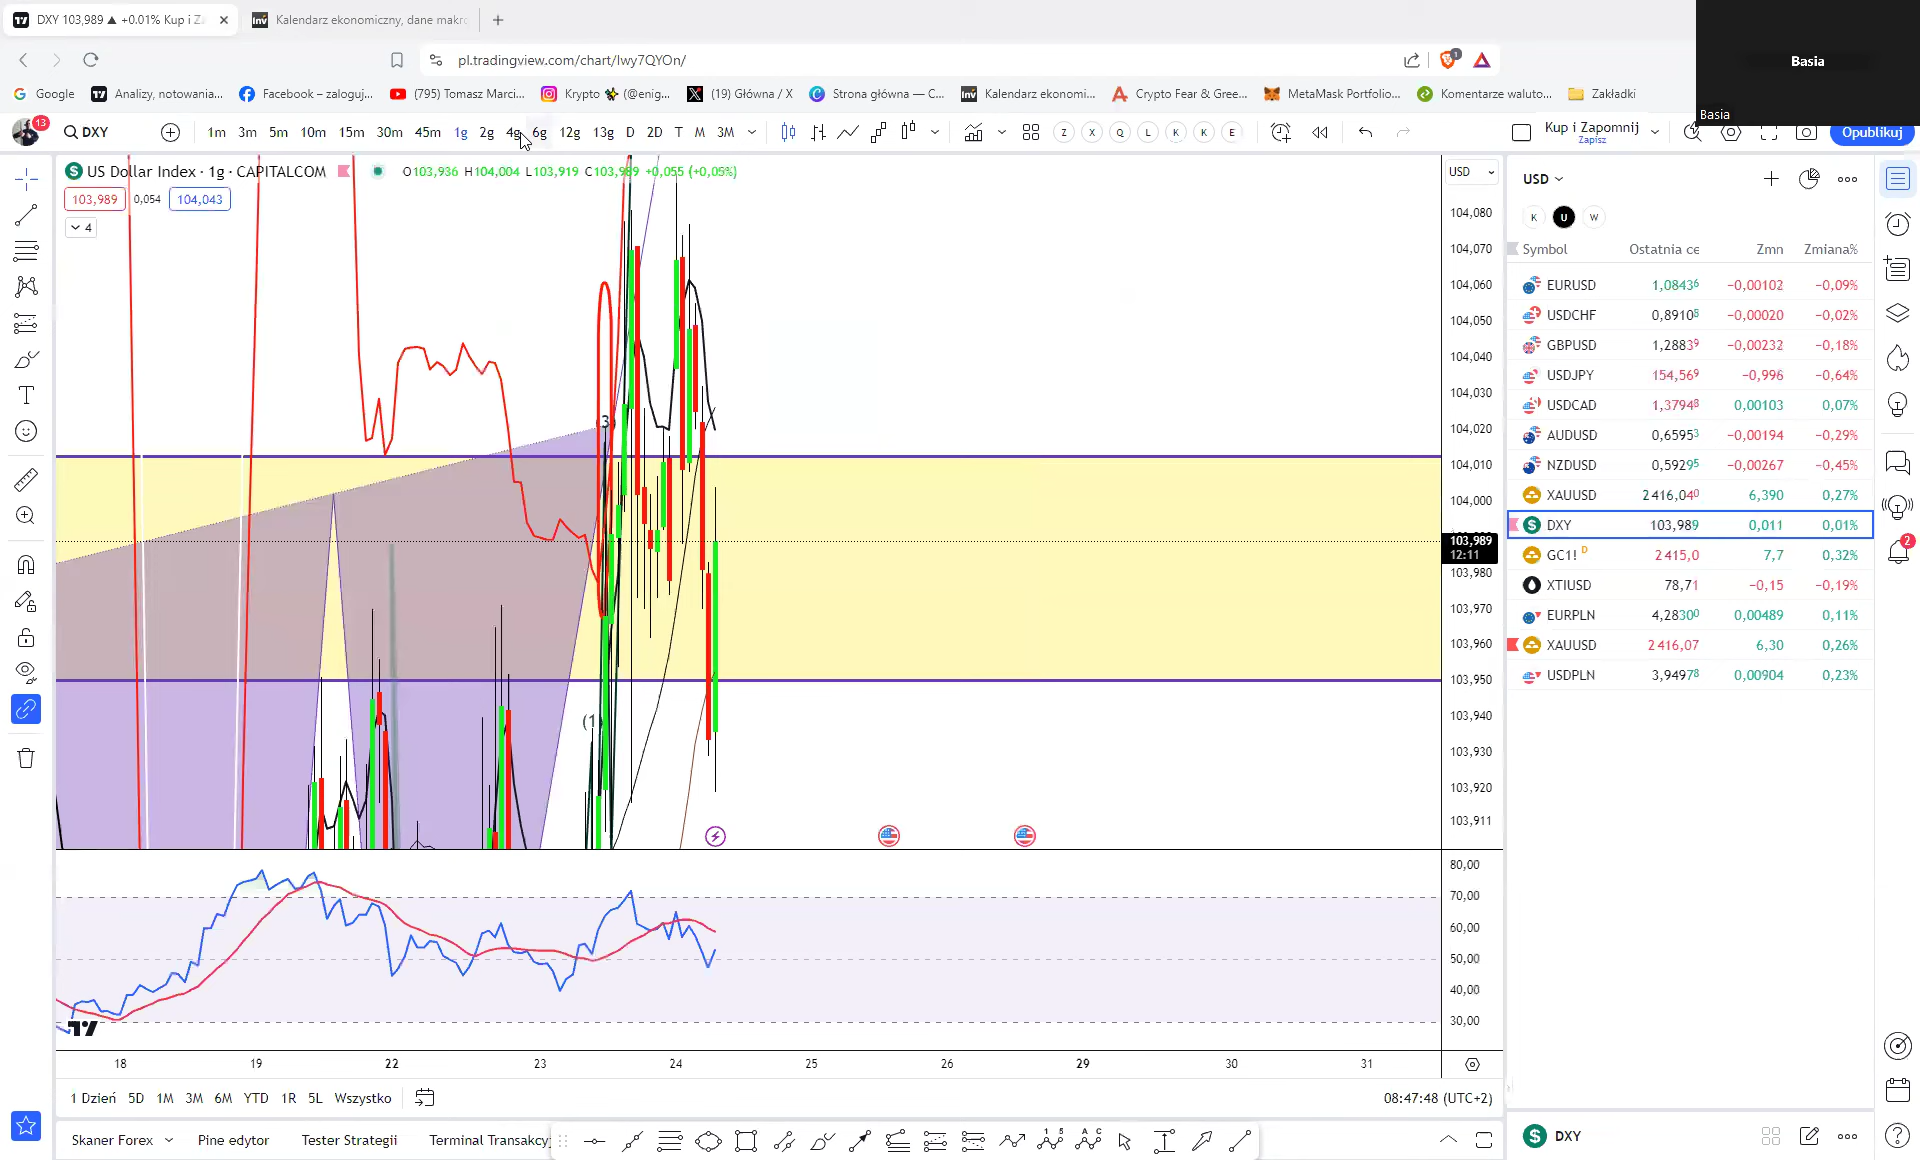 DXY 103,989 ▲ +0.01% Kup i Z
Kalendarz ekonomiczny, dane makro
pl.tradingview.com/chart/Iwy7QYOn/
1
Basia
Google
Analizy, notowania...
Facebook – zaloguj...
(795) Tomasz Marci...
Krypto (@enig...
(19) Główna / X
Strona główna — C...
Kalendarz ekonomi...
Crypto Fear & Gree...
MetaMask Portfolio...
Komentarze waluto...
Zakładki
Basia
13
DXY
1m 3m 5m 10m 15m 30m 45m 1g 2g 4g 6g 12g 13g D 2D T M 3M
Z X Q L K K E
Kup i Zapomnij
Zapisz
Opublikuj
US Dollar Index · 1g · CAPITALCOM
O103,936 H104,004 L103,919 C103,989 +0,055 (+0,05%)
103,989 0,054 104,043
4
USD
104,080
104,070
104,060
104,050
104,040
104,030
104,020
104,010
104,000
103,989
12:11
103,980
103,970
103,960
103,950
103,940
103,930
103,920
103,911
(3)
(1)
80,00
70,00
60,00
50,00
40,00
30,00
18 19 22 23 24 25 26 29 30 31
1 Dzień 5D 1M 3M 6M YTD 1R 5L Wszystko
08:47:48 (UTC+2)
Skaner Forex
Pine edytor
Tester Strategii
Terminal Transakcyj
USD
K U W
Symbol Ostatnia ce Zmn Zmiana%
EURUSD 1,08436 −0,00102 −0,09%
USDCHF 0,89108 −0,00020 −0,02%
GBPUSD 1,28839 −0,00232 −0,18%
USDJPY 154,569 −0,996 −0,64%
USDCAD 1,37948 0,00103 0,07%
AUDUSD 0,65953 −0,00194 −0,29%
NZDUSD 0,59295 −0,00267 −0,45%
XAUUSD 2 416,040 6,390 0,27%
DXY 103,989 0,011 0,01%
GC1! D 2 415,0 7,7 0,32%
XTIUSD 78,71 −0,15 −0,19%
EURPLN 4,28300 0,00489 0,11%
XAUUSD 2 416,07 6,30 0,26%
USDPLN 3,94978 0,00904 0,23%
2
DXY